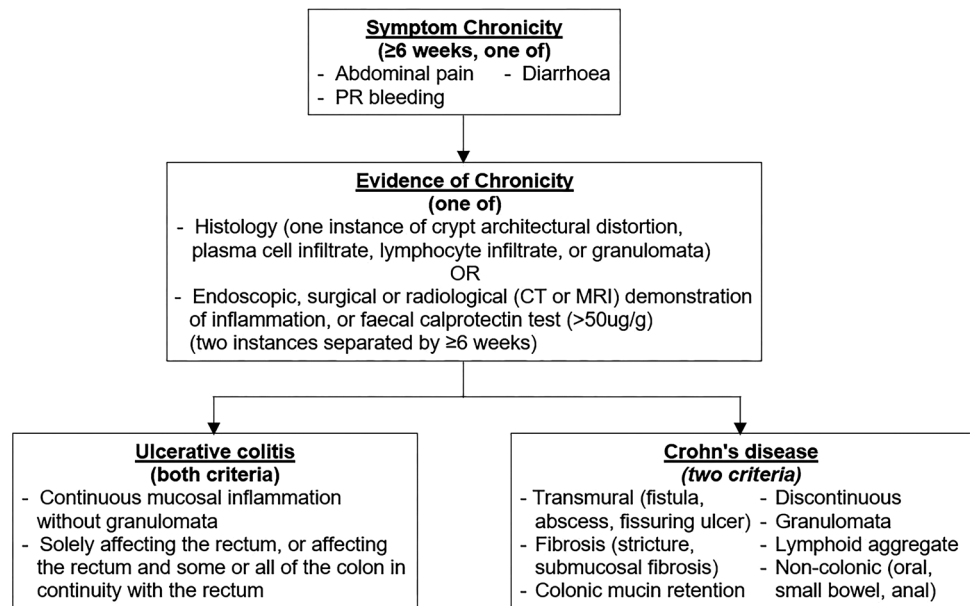 Symptom Chronicity
(≥6 weeks, one of)
- Abdominal pain - Diarrhoea
- PR bleeding
Evidence of Chronicity
(one of)
- Histology (one instance of crypt architectural distortion,
plasma cell infiltrate, lymphocyte infiltrate, or granulomata)
OR
- Endoscopic, surgical or radiological (CT or MRI) demonstration
of inflammation, or faecal calprotectin test (>50ug/g)
(two instances separated by ≥6 weeks)
Ulcerative colitis
(both criteria)
- Continuous mucosal inflammation
without granulomata
- Solely affecting the rectum, or affecting
the rectum and some or all of the colon in
continuity with the rectum
Crohn's disease
(two criteria)
- Transmural (fistula,
abscess, fissuring ulcer)
- Fibrosis (stricture,
submucosal fibrosis)
- Colonic mucin retention
- Discontinuous
- Granulomata
- Lymphoid aggregate
- Non-colonic (oral,
small bowel, anal)